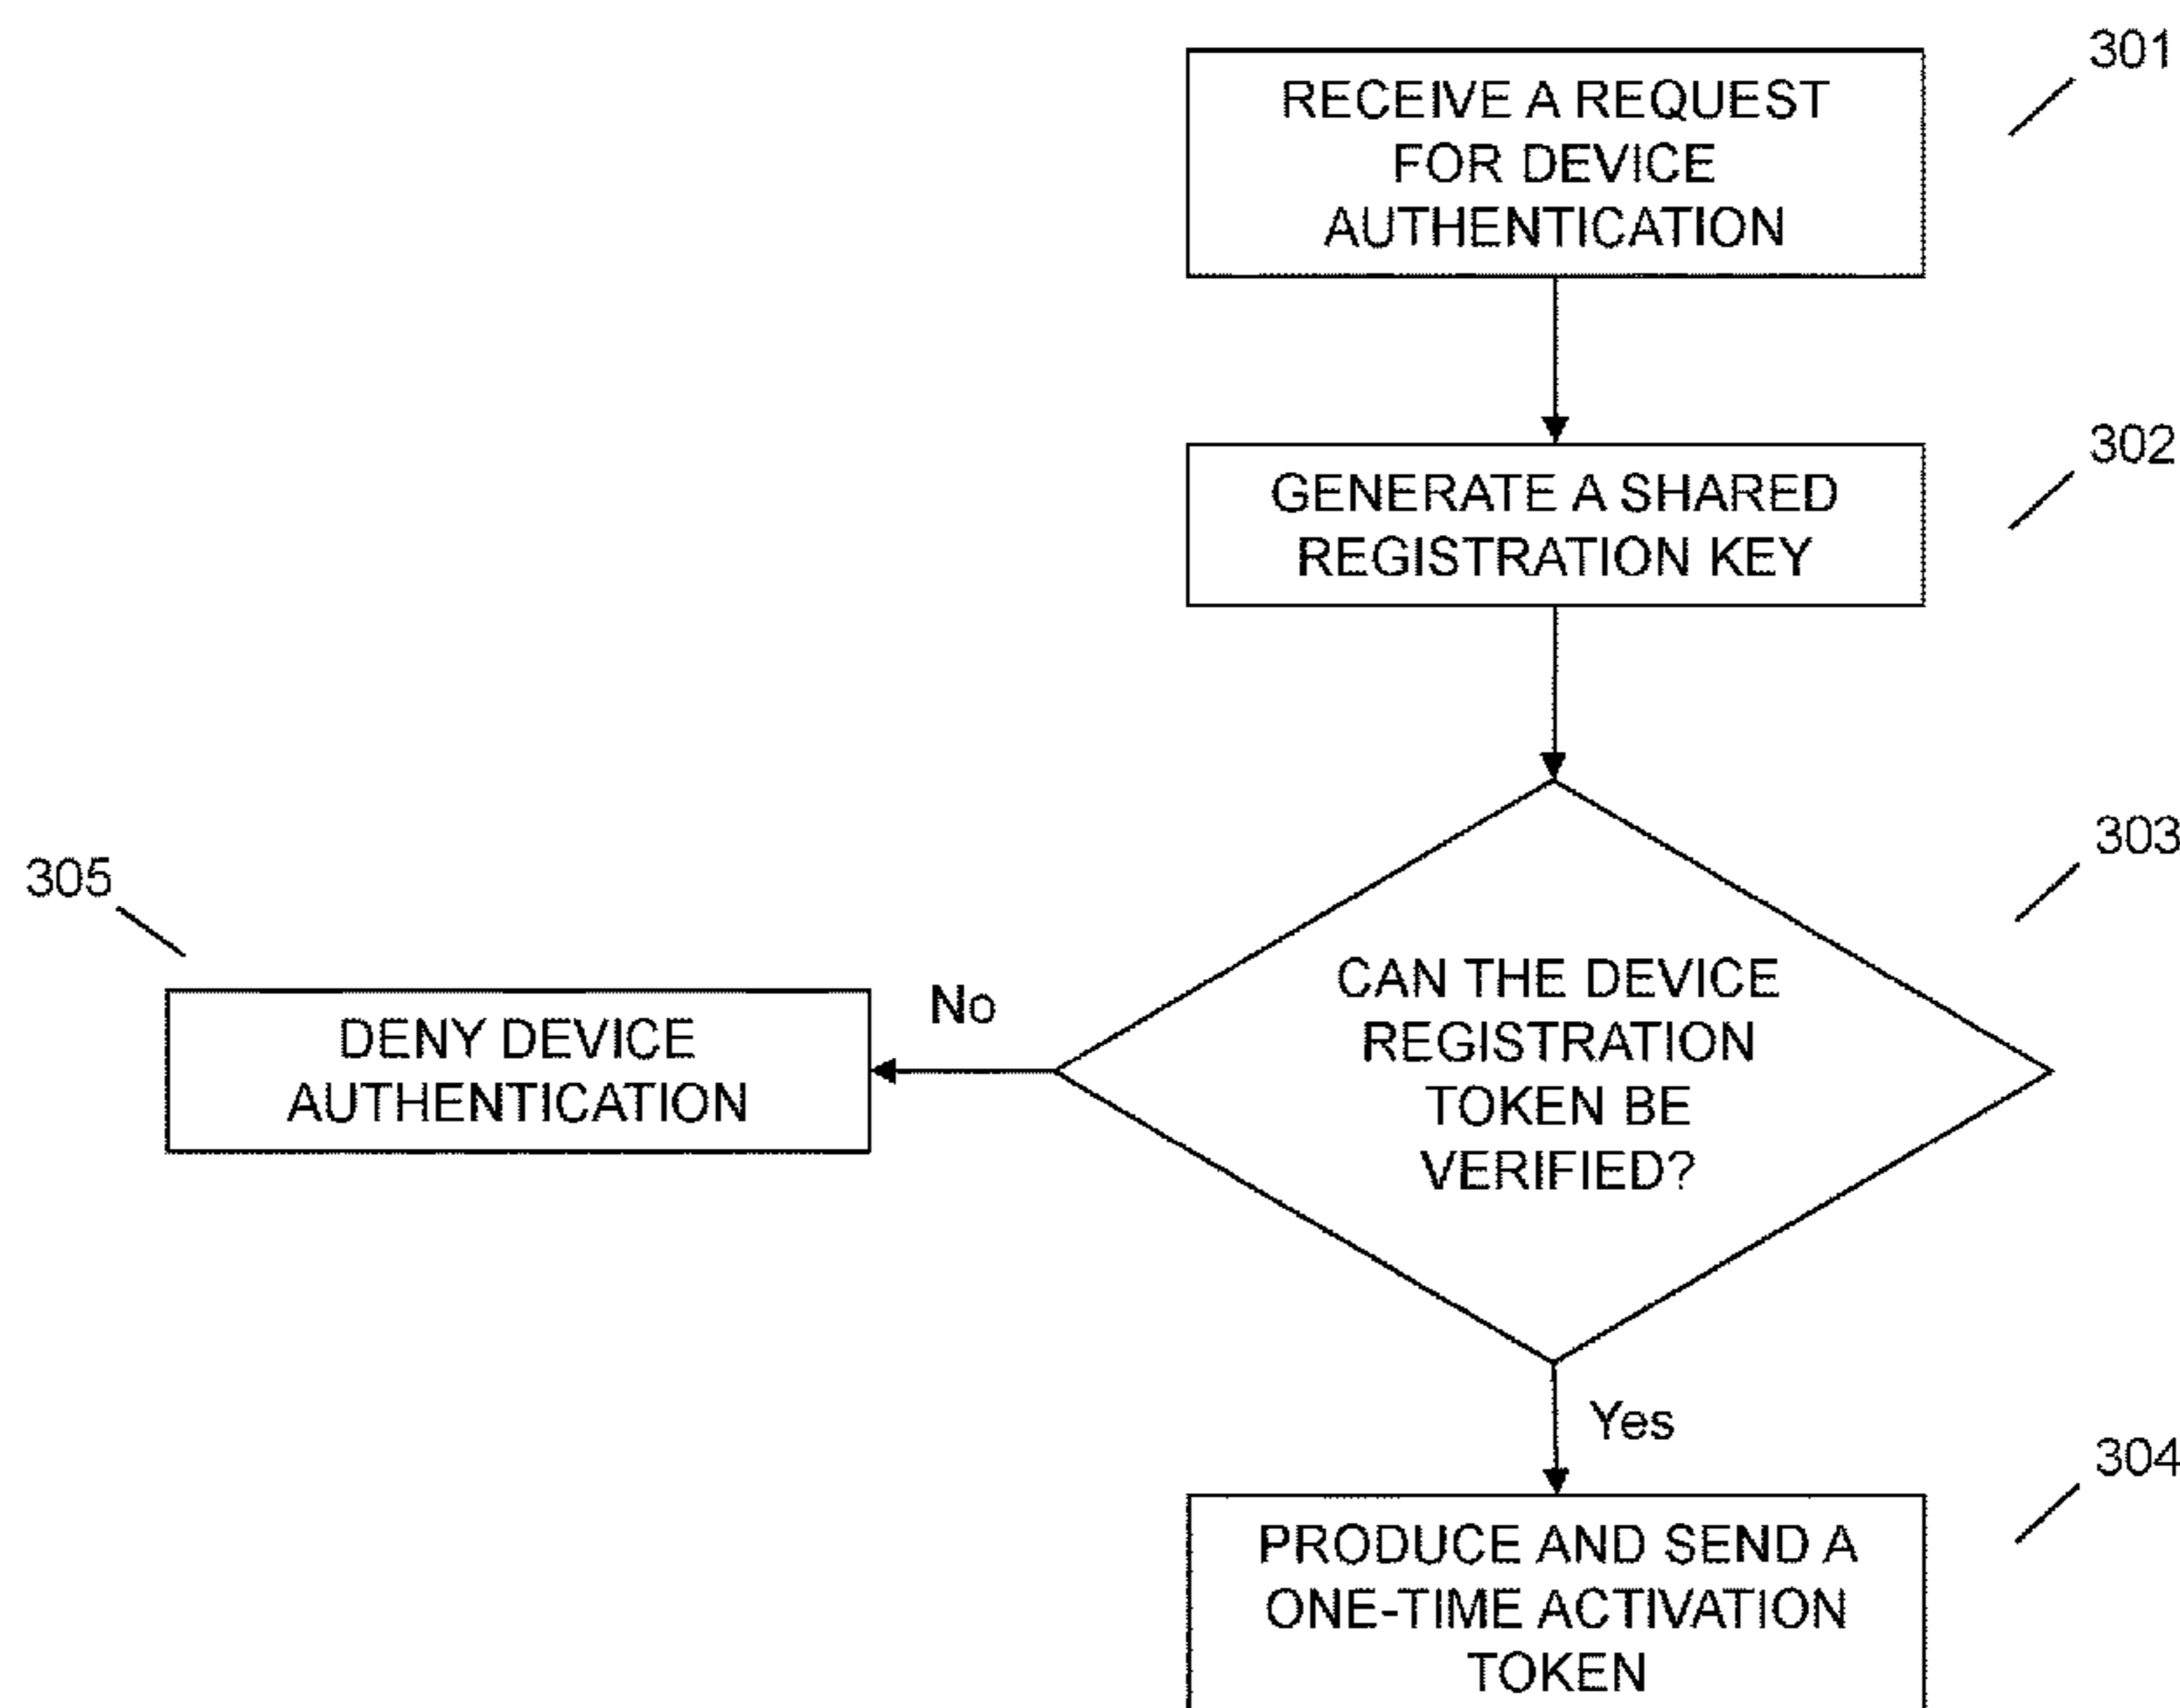 301
RECEIVE A REQUEST
FOR DEVICE
AUTHENTICATION
302
GENERATE A SHARED
REGISTRATION KEY
303
CAN THE DEVICE
REGISTRATION
TOKEN BE
VERIFIED?
305
No
DENY DEVICE
AUTHENTICATION
Yes
304
PRODUCE AND SEND A
ONE-TIME ACTIVATION
TOKEN